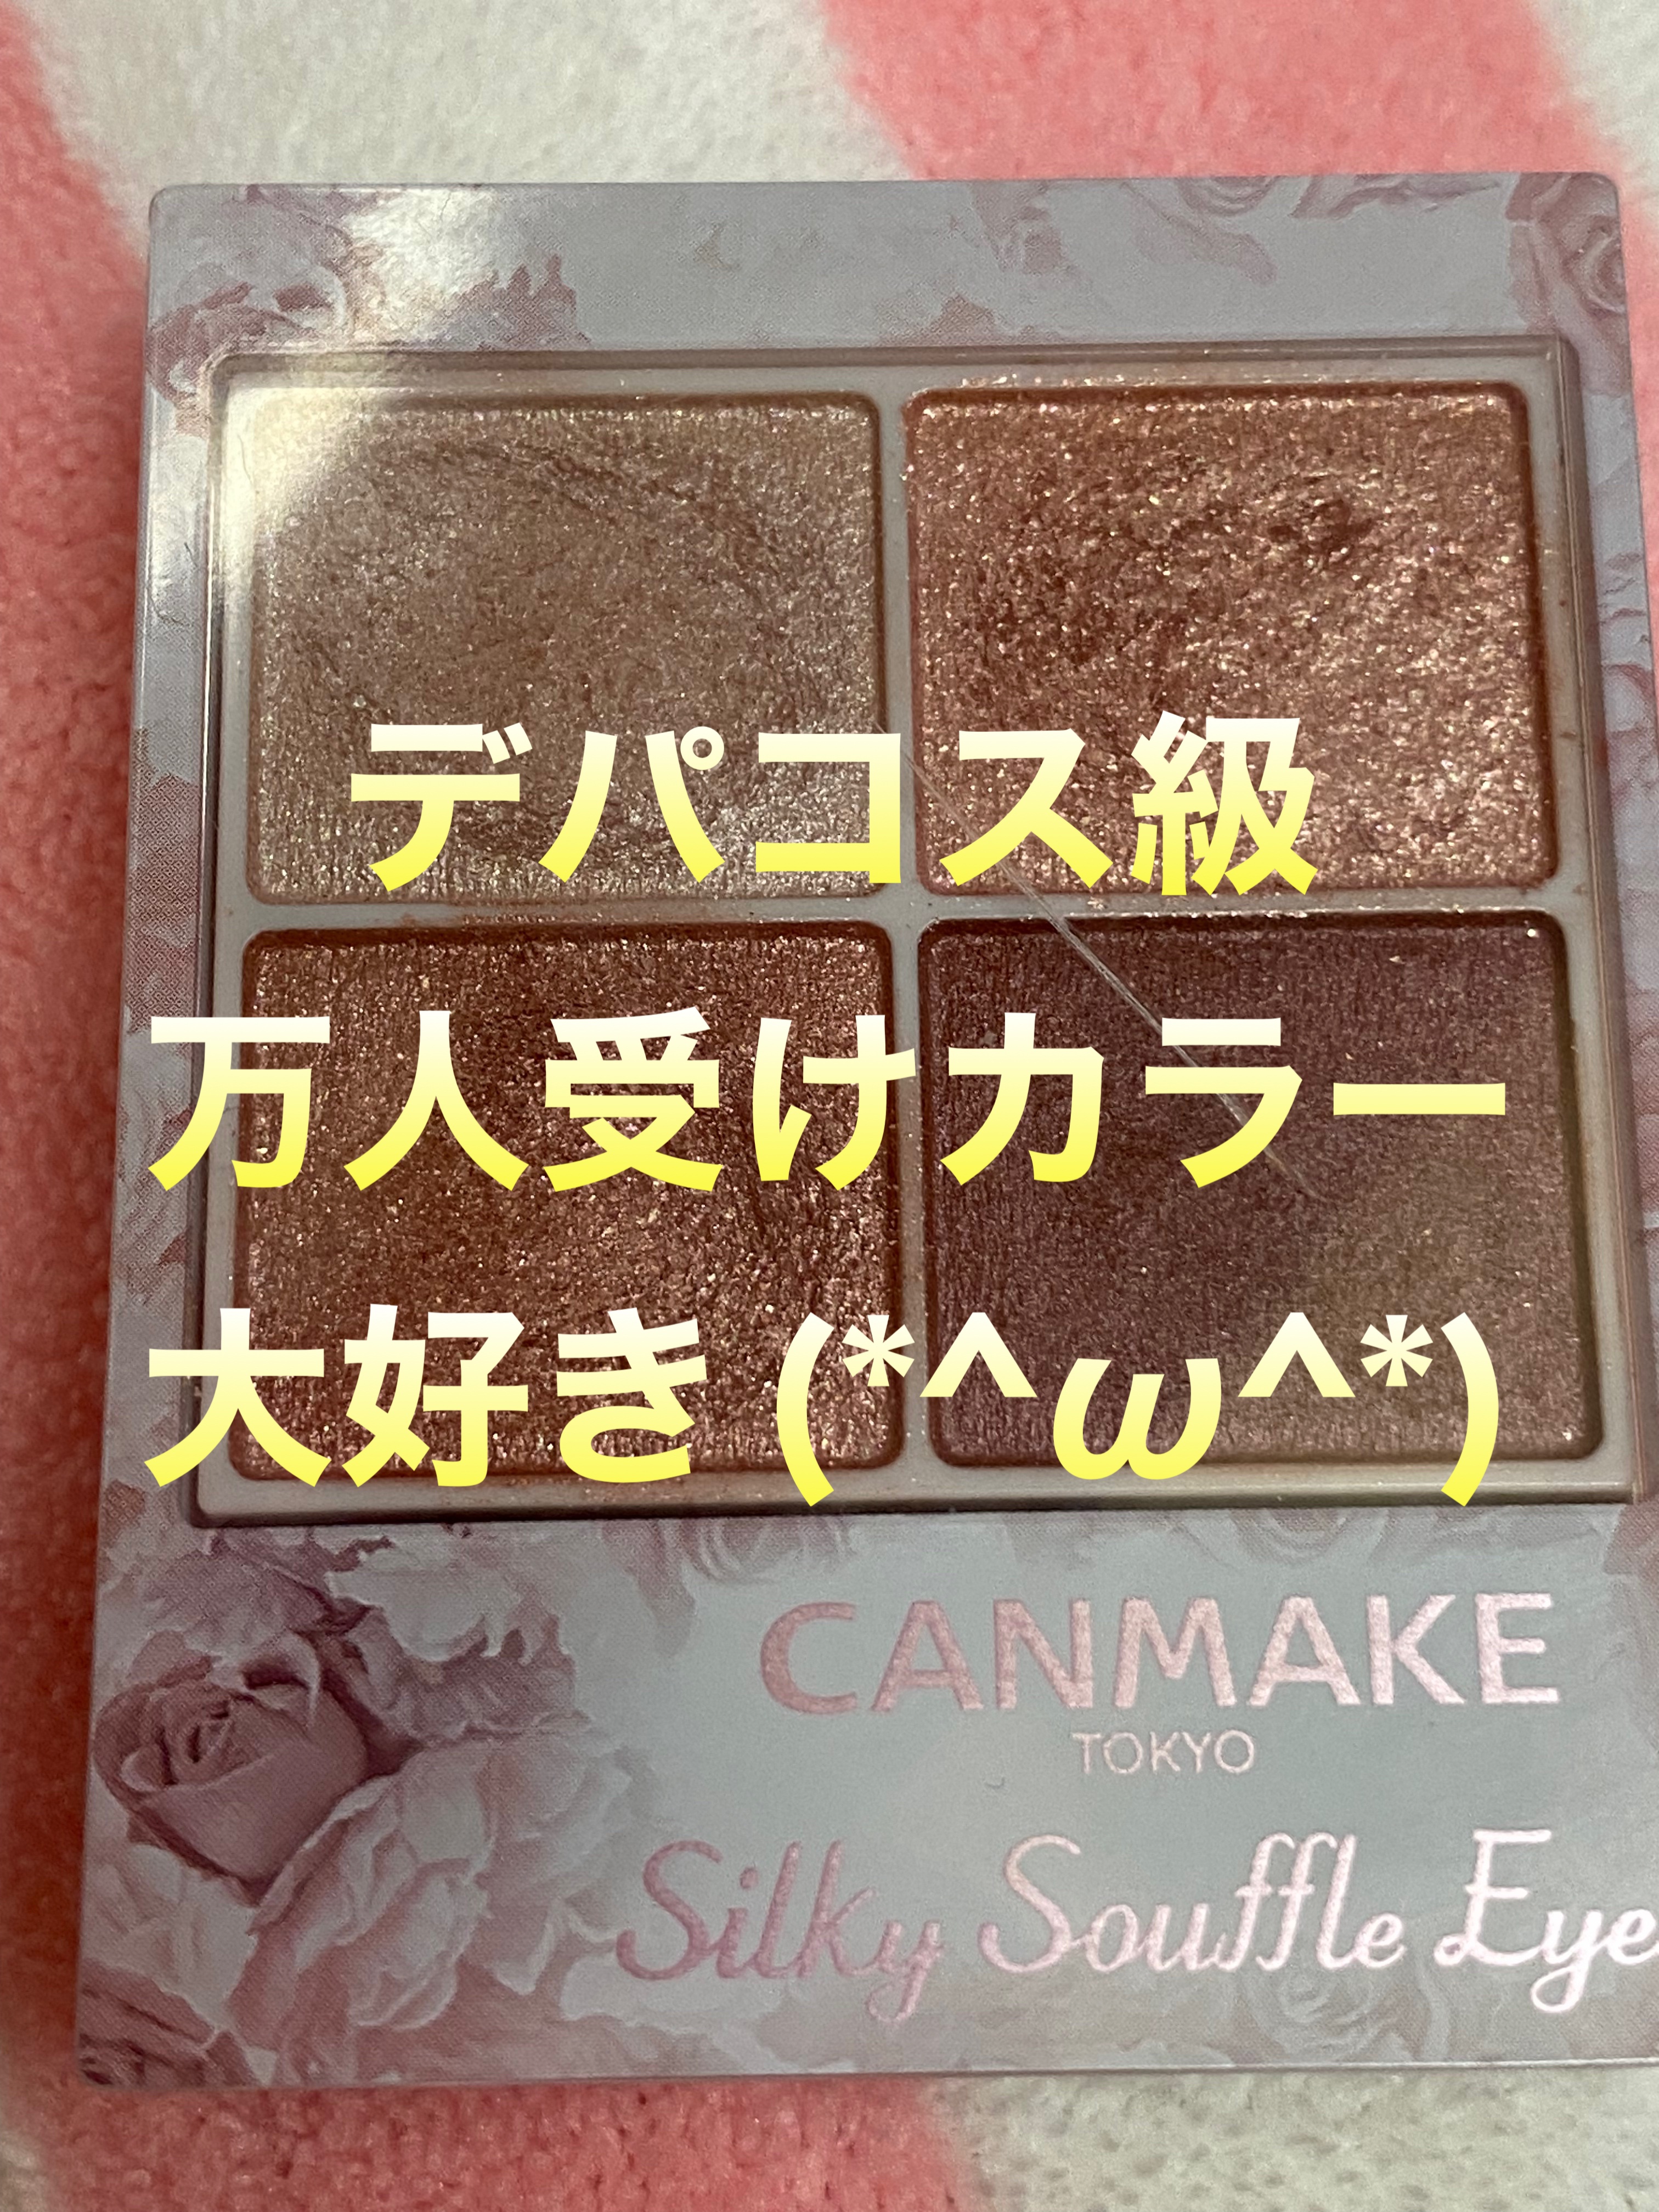 デパコス級
万人受けカラー
大好き(*^ω^*)
CANMAKE
TOKYO
Silky Souffle Eye